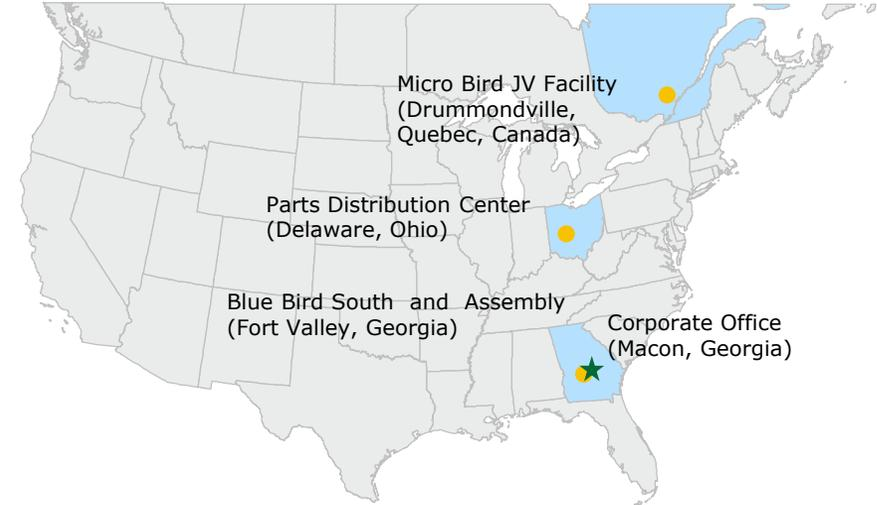 Micro Bird JV Facility
(Drummondville,
Quebec, Canada)
Parts Distribution Center
(Delaware, Ohio)
Blue Bird South and Assembly
(Fort Valley, Georgia)
Corporate Office
(Macon, Georgia)